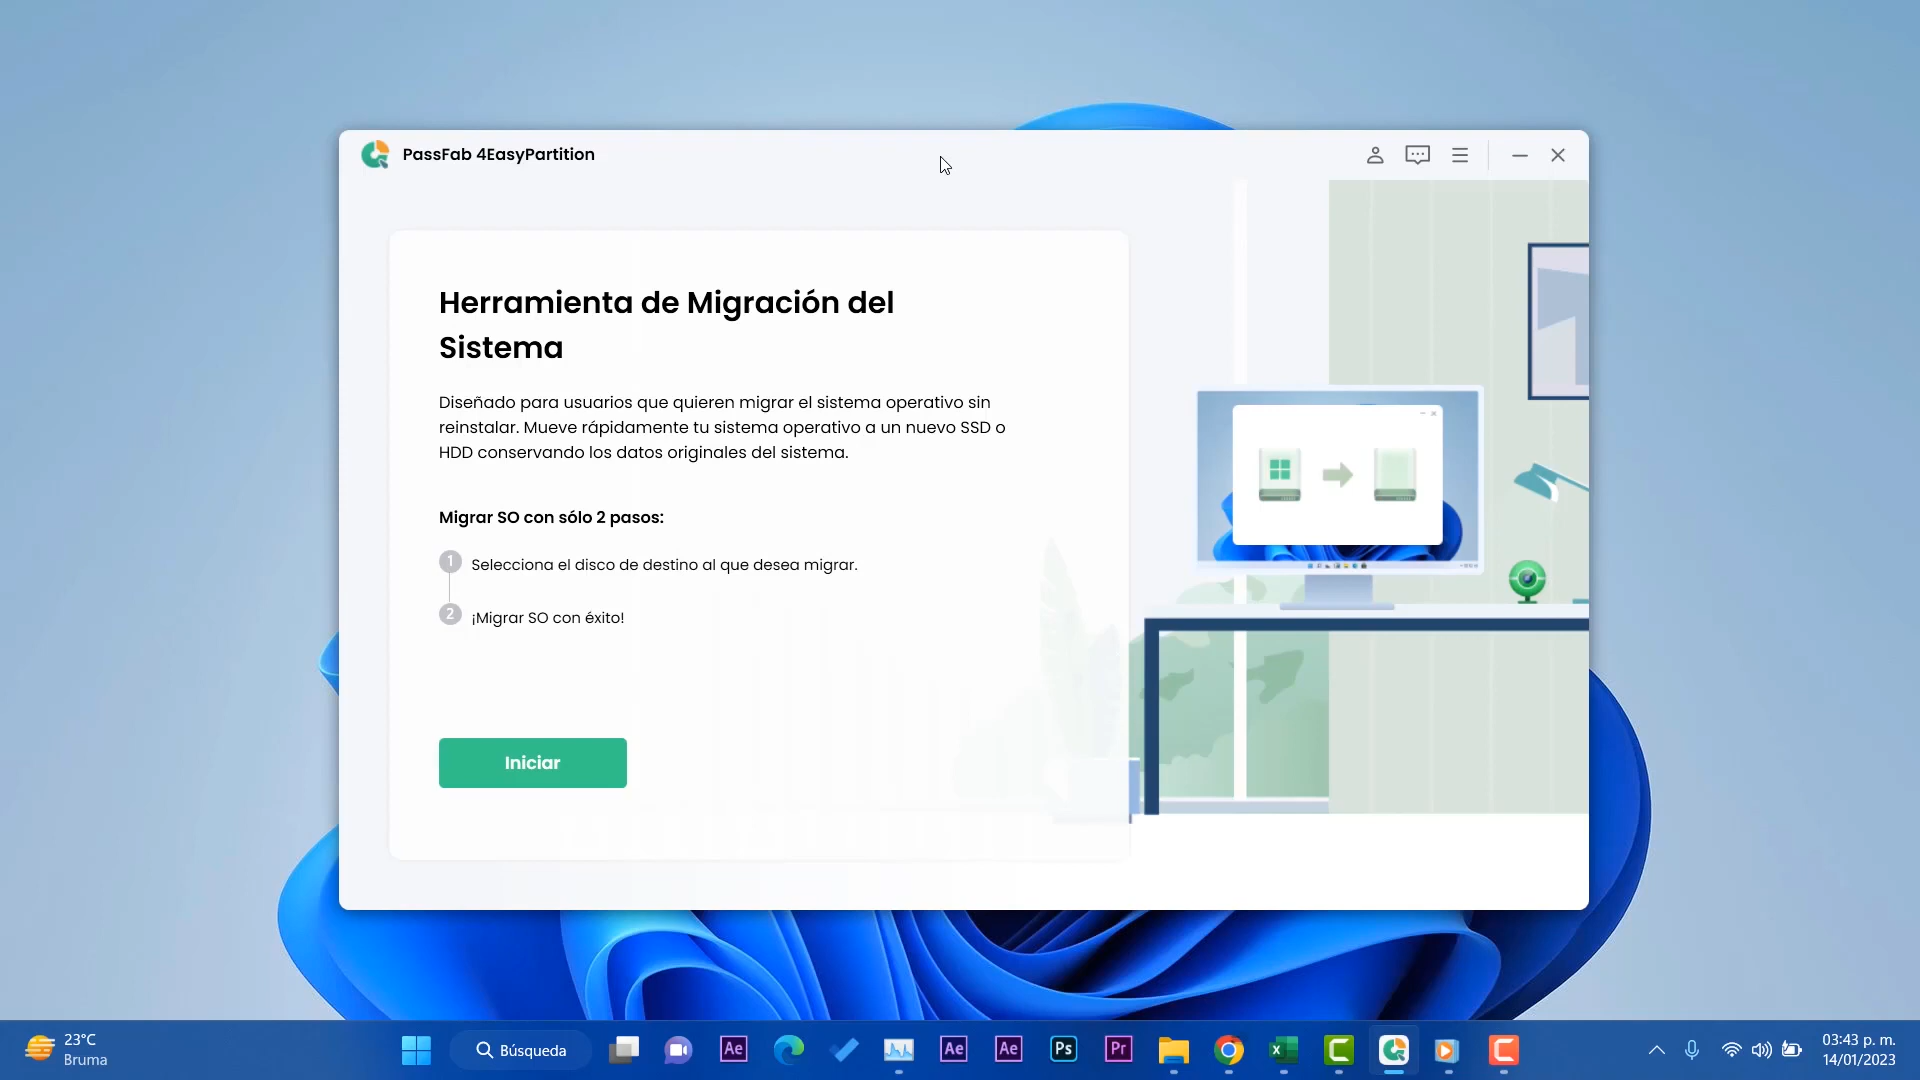 PassFab 4EasyPartition
Herramienta de Migración del
Sistema
Diseñado para usuarios que quieren migrar el sistema operativo sin
reinstalar. Mueve rápidamente tu sistema operativo a un nuevo SSD o
HDD conservando los datos originales del sistema.
Migrar SO con sólo 2 pasos:
1 Selecciona el disco de destino al que desea migrar.
2 ¡Migrar SO con éxito!
Iniciar
23°C
Bruma
Búsqueda
Ae
Ae
Ae
Ps
Pr
03:43 p. m.
14/01/2023